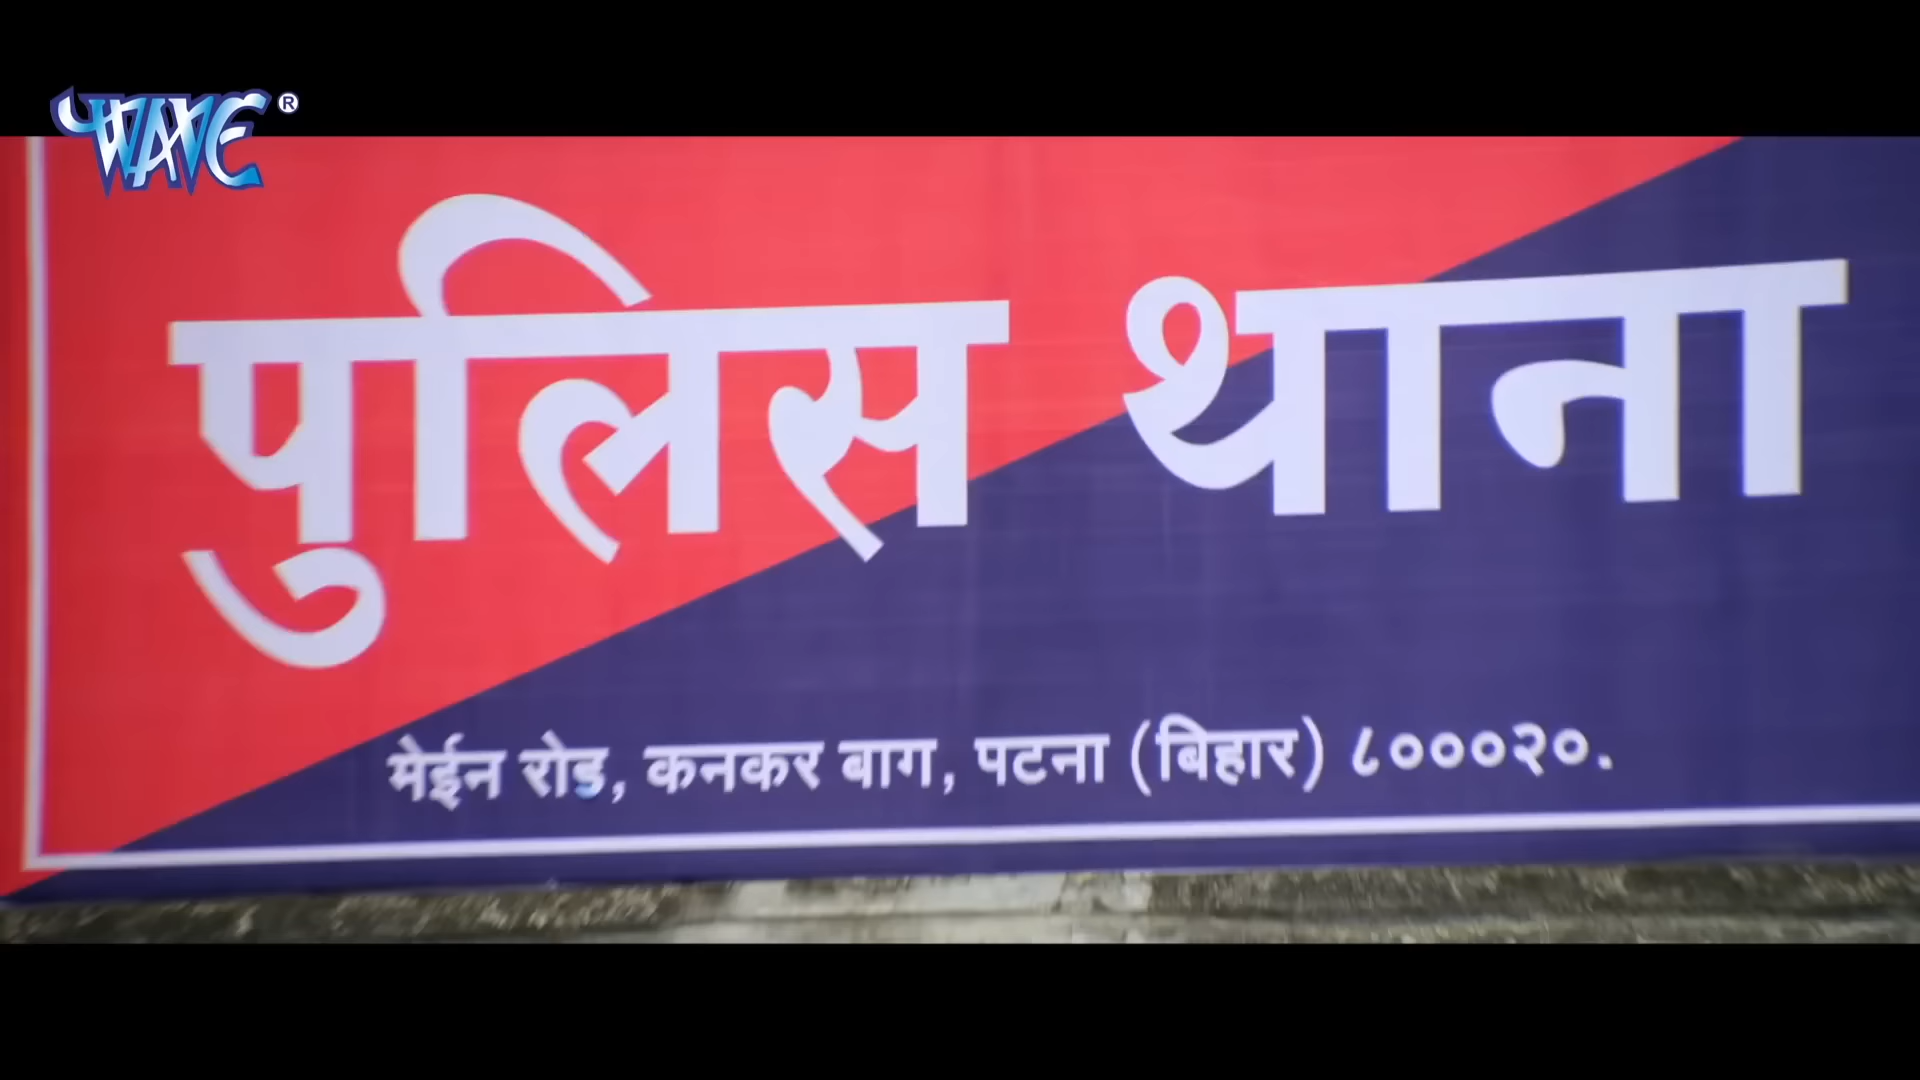 WAVE ®
पुलिस थाना
मेईन रोड, कनकर बाग, पटना (बिहार) ८०००२०.